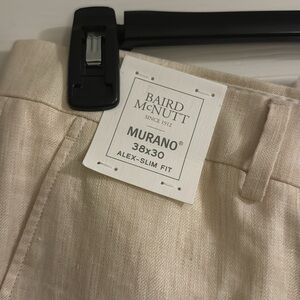 BAIRD
McNUTT
SINCE 1912
MURANO®
38x30
ALEX-SLIM FIT